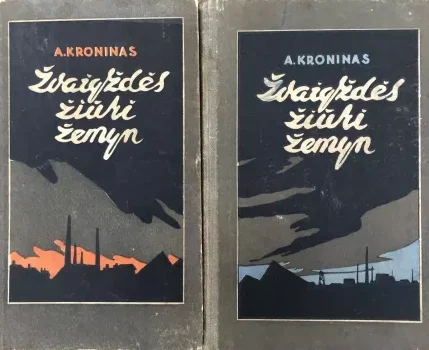 A.KRONINAS
Žvaigždės
žiūri
žemyn
A.KRONINAS
Žvaigždės
žiūri
žemyn